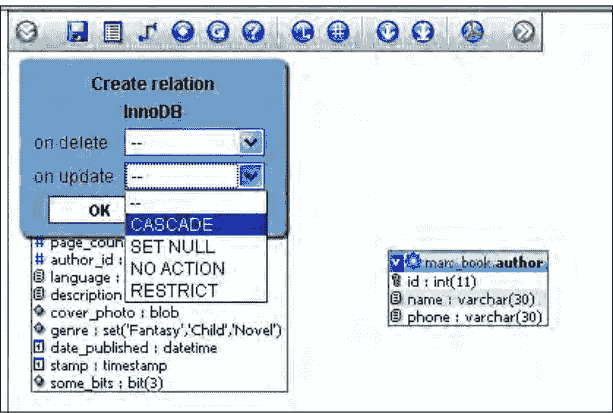 Create relation
InnoDB
on delete --
on update --
OK
--
CASCADE
SET NULL
NO ACTION
RESTRICT
page_coun
author_id :
language :
description
cover_photo : blob
genre : set('Fantasy','Child','Novel')
date_published : datetime
stamp : timestamp
some_bits : bit(3)
marc_book.author
id : int(11)
name : varchar(30)
phone : varchar(30)